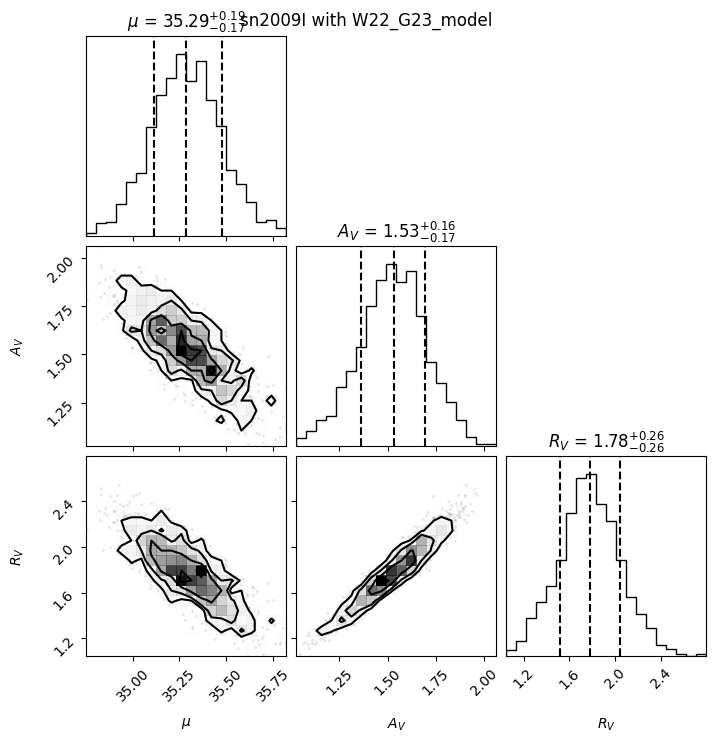 sn2009I with W22_G23_model
μ = 35.29+0.19−0.17
A_V = 1.53+0.16−0.17
2.00
1.75
1.50
1.25
A_V
R_V = 1.78+0.26−0.26
2.4
2.0
1.6
1.2
R_V
35.00 35.25 35.50 35.75
1.25 1.50 1.75 2.00
1.2 1.6 2.0 2.4
μ A_V R_V